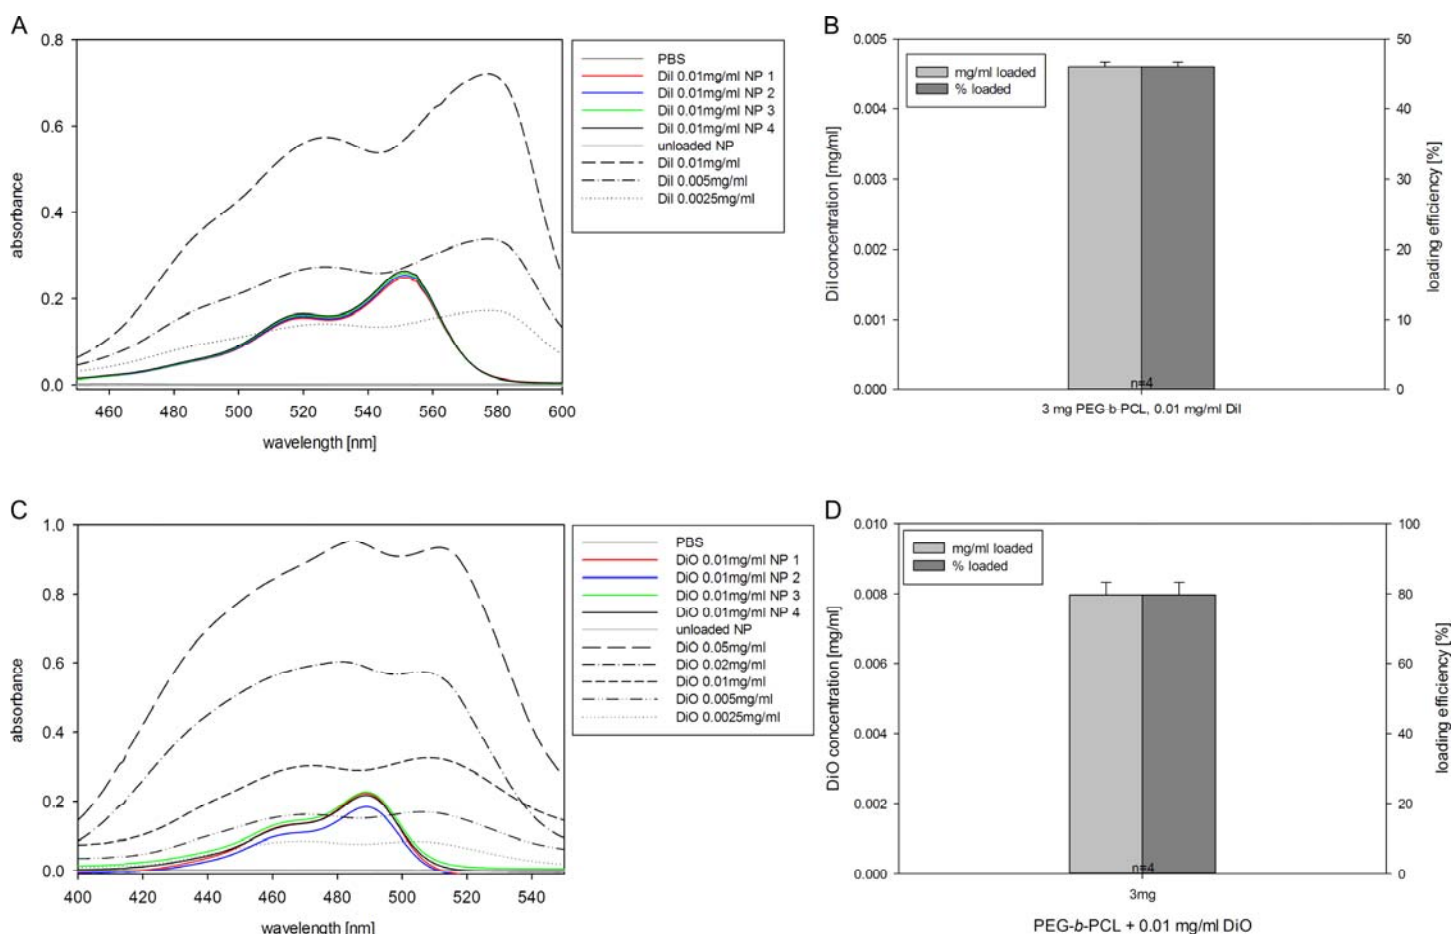 A
0.8
0.6
0.4
0.2
0.0
absorbance
460 480 500 520 540 560 580 600
wavelength [nm]
PBS
DiI 0.01mg/ml NP 1
DiI 0.01mg/ml NP 2
DiI 0.01mg/ml NP 3
DiI 0.01mg/ml NP 4
unloaded NP
DiI 0.01mg/ml
DiI 0.005mg/ml
DiI 0.0025mg/ml
B
0.005
0.004
0.003
0.002
0.001
0.000
DiI concentration [mg/ml]
mg/ml loaded
% loaded
n=4
3 mg PEG-b-PCL, 0.01 mg/ml DiI
50
40
30
20
10
0
loading efficiency [%]
C
1.0
0.8
0.6
0.4
0.2
0.0
absorbance
400 420 440 460 480 500 520 540
wavelength [nm]
PBS
DiO 0.01mg/ml NP 1
DiO 0.01mg/ml NP 2
DiO 0.01mg/ml NP 3
DiO 0.01mg/ml NP 4
unloaded NP
DiO 0.05mg/ml
DiO 0.02mg/ml
DiO 0.01mg/ml
DiO 0.005mg/ml
DiO 0.0025mg/ml
D
0.010
0.008
0.006
0.004
0.002
0.000
DiO concentration [mg/ml]
mg/ml loaded
% loaded
n=4
3mg
PEG-b-PCL + 0.01 mg/ml DiO
100
80
60
40
20
0
loading efficiency [%]